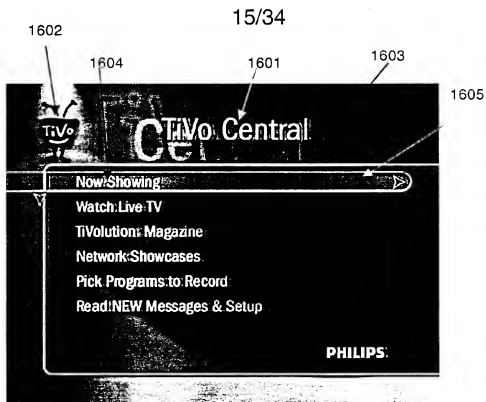 15/34
1602
1604
1601
1603
1605
TiVo
TiVo Central
Now Showing
Watch Live TV
TiVolution Magazine
Network Showcases
Pick Programs to Record
Read NEW Messages & Setup
PHILIPS